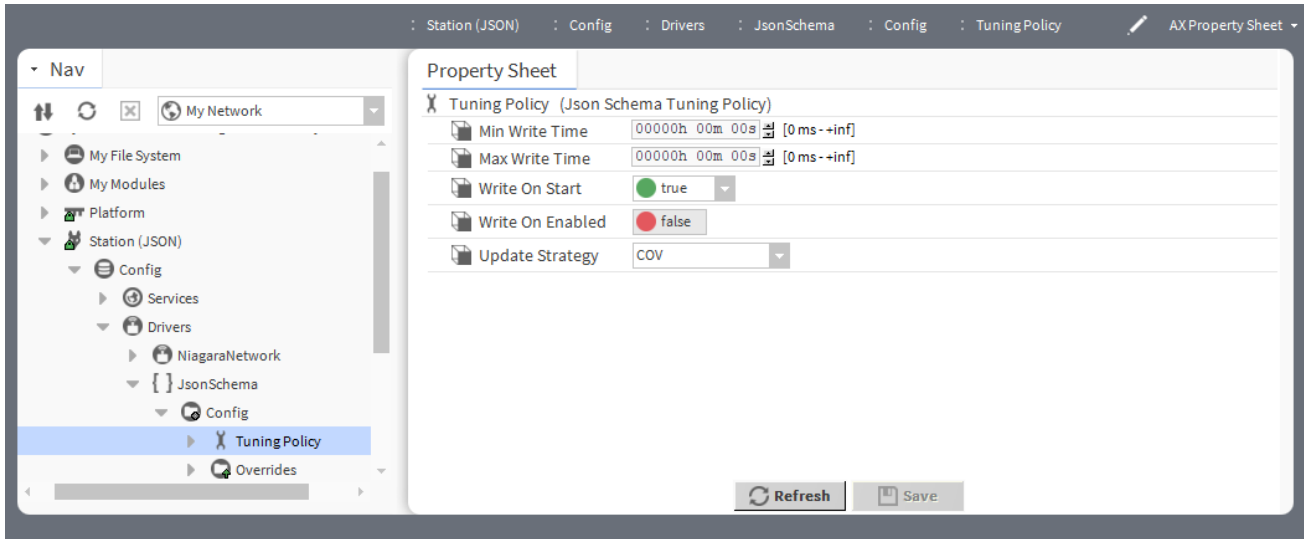 : Station (JSON) : Config : Drivers : JsonSchema : Config : Tuning Policy AX Property Sheet
Nav
My Network
My File System
My Modules
Platform
Station (JSON)
Config
Services
Drivers
NiagaraNetwork
{ } JsonSchema
Config
Tuning Policy
Overrides
Property Sheet
Tuning Policy (Json Schema Tuning Policy)
Min Write Time 00000h 00m 00s [0 ms - +inf]
Max Write Time 00000h 00m 00s [0 ms - +inf]
Write On Start true
Write On Enabled false
Update Strategy COV
Refresh Save